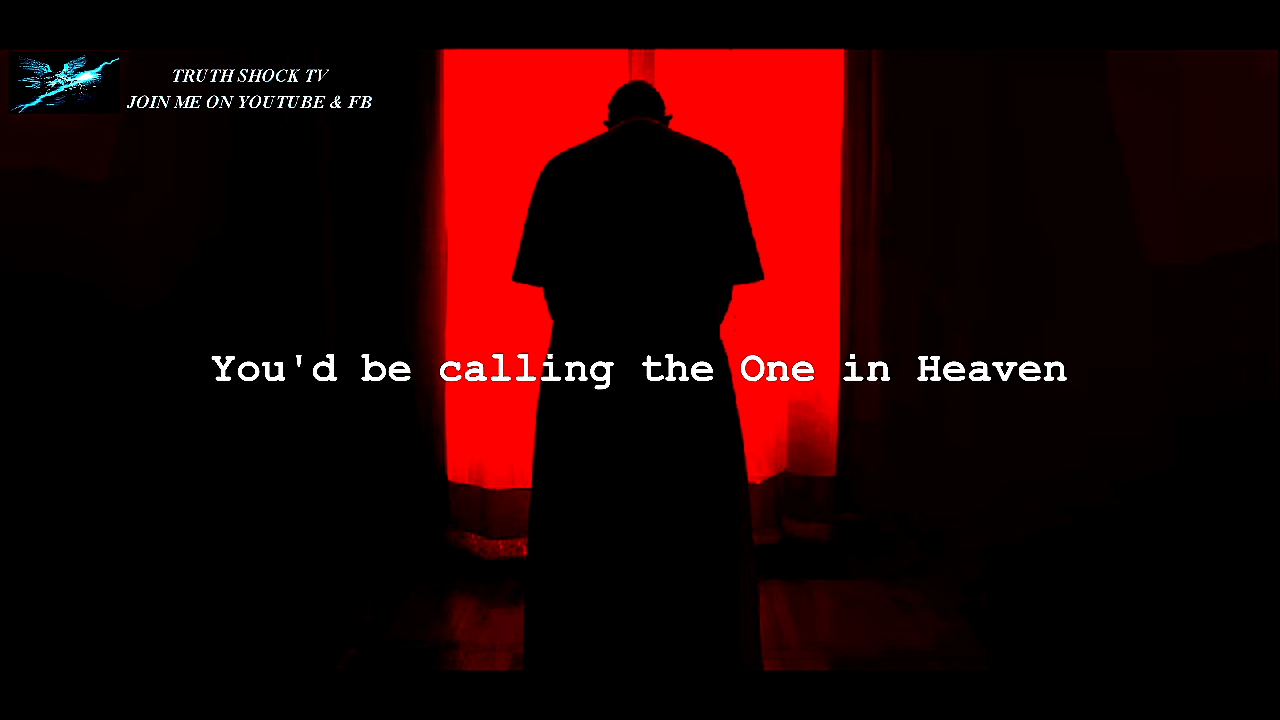 TRUTH SHOCK TV
JOIN ME ON YOUTUBE & FB
You'd be calling the One in Heaven